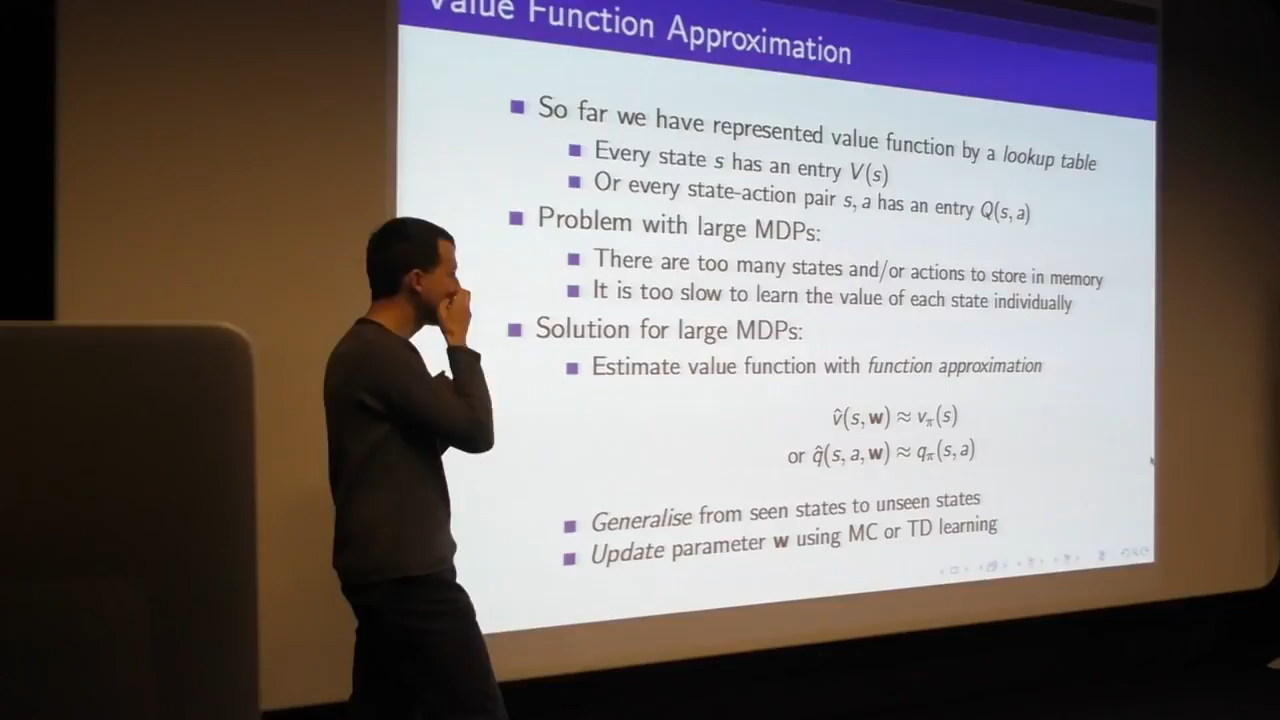 Value Function Approximation
So far we have represented value function by a lookup table
Every state s has an entry V(s)
Or every state-action pair s, a has an entry Q(s, a)
Problem with large MDPs:
There are too many states and/or actions to store in memory
It is too slow to learn the value of each state individually
Solution for large MDPs:
Estimate value function with function approximation
v̂(s, w) ≈ vπ(s)
or q̂(s, a, w) ≈ qπ(s, a)
Generalise from seen states to unseen states
Update parameter w using MC or TD learning